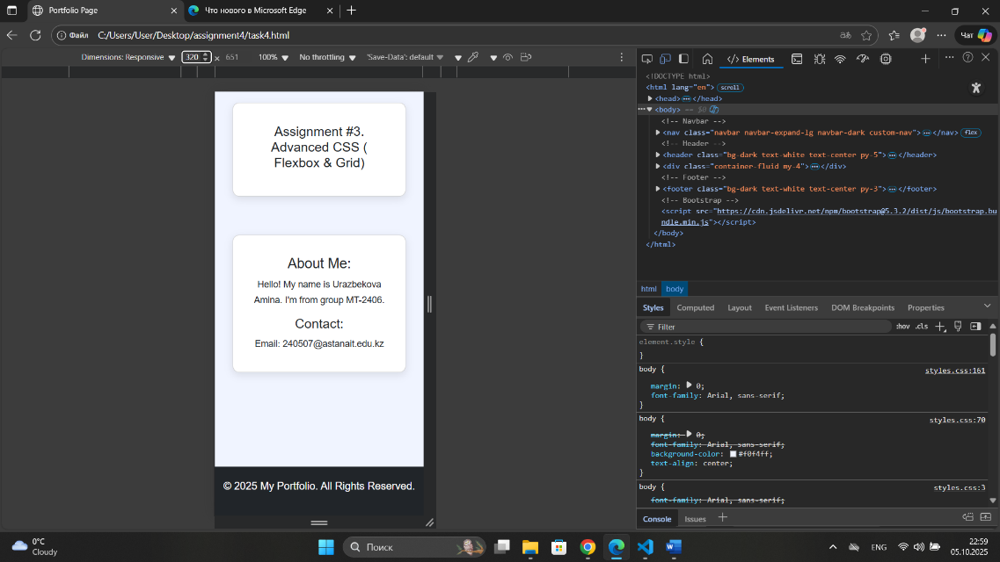 Portfolio Page
Что нового в Microsoft Edge
Файл
C:/Users/User/Desktop/assignment4/task4.html
Чат
Dimensions: Responsive
320 × 651
100%
No throttling
'Save-Data': default
Elements
Assignment #3.
Advanced CSS (
Flexbox & Grid)
About Me:
Hello! My name is Urazbekova
Amina. I'm from group MT-2406.
Contact:
Email: 240507@astanait.edu.kz
© 2025 My Portfolio. All Rights Reserved.
<!DOCTYPE html>
<html lang="en"> scroll
<head> ⋯ </head>
<body> == $0
<!-- Navbar -->
<nav class="navbar navbar-expand-lg navbar-dark custom-nav"> ⋯ </nav> flex
<!-- Header -->
<header class="bg-dark text-white text-center py-5"> ⋯ </header>
<div class="container-fluid my-4"> ⋯ </div>
<!-- Footer -->
<footer class="bg-dark text-white text-center py-3"> ⋯ </footer>
<!-- Bootstrap -->
<script src="https://cdn.jsdelivr.net/npm/bootstrap@5.3.2/dist/js/bootstrap.bu
ndle.min.js"></script>
</body>
</html>
html body
Styles Computed Layout Event Listeners DOM Breakpoints Properties
Filter :hov .cls
element.style {
}
body { styles.css:161
margin: 0;
font-family: Arial, sans-serif;
}
body { styles.css:70
margin: 0;
font-family: Arial, sans-serif;
background-color: #f0f4ff;
text-align: center;
}
body { styles.css:3
font-family: Arial, sans-serif;
Console Issues
0°C
Cloudy
Поиск
ENG
22:59
05.10.2025